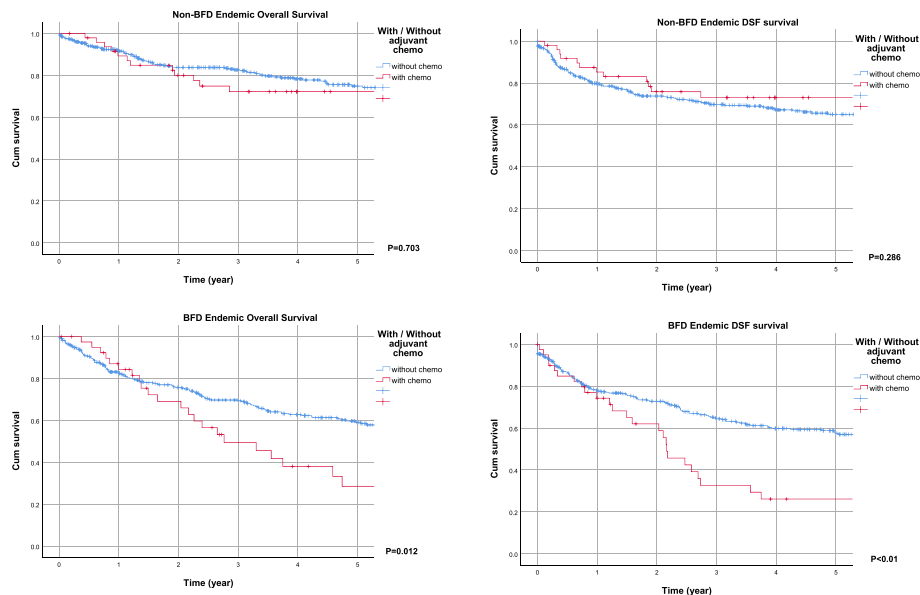 Non-BFD Endemic Overall Survival
With / Without
adjuvant
chemo
without chemo
with chemo
1.0
0.8
0.6
0.4
0.2
0.0
Cum survival
0 1 2 3 4 5
Time (year)
P=0.703
Non-BFD Endemic DSF survival
With / Without
adjuvant
chemo
without chemo
with chemo
1.0
0.8
0.6
0.4
0.2
0.0
Cum survival
0 1 2 3 4 5
Time (year)
P=0.286
BFD Endemic Overall Survival
With / Without
adjuvant
chemo
without chemo
with chemo
1.0
0.8
0.6
0.4
0.2
0.0
Cum survival
0 1 2 3 4 5
Time (year)
P=0.012
BFD Endemic DSF survival
With / Without
adjuvant
chemo
without chemo
with chemo
1.0
0.8
0.6
0.4
0.2
0.0
Cum survival
0 1 2 3 4 5
Time (year)
P<0.01